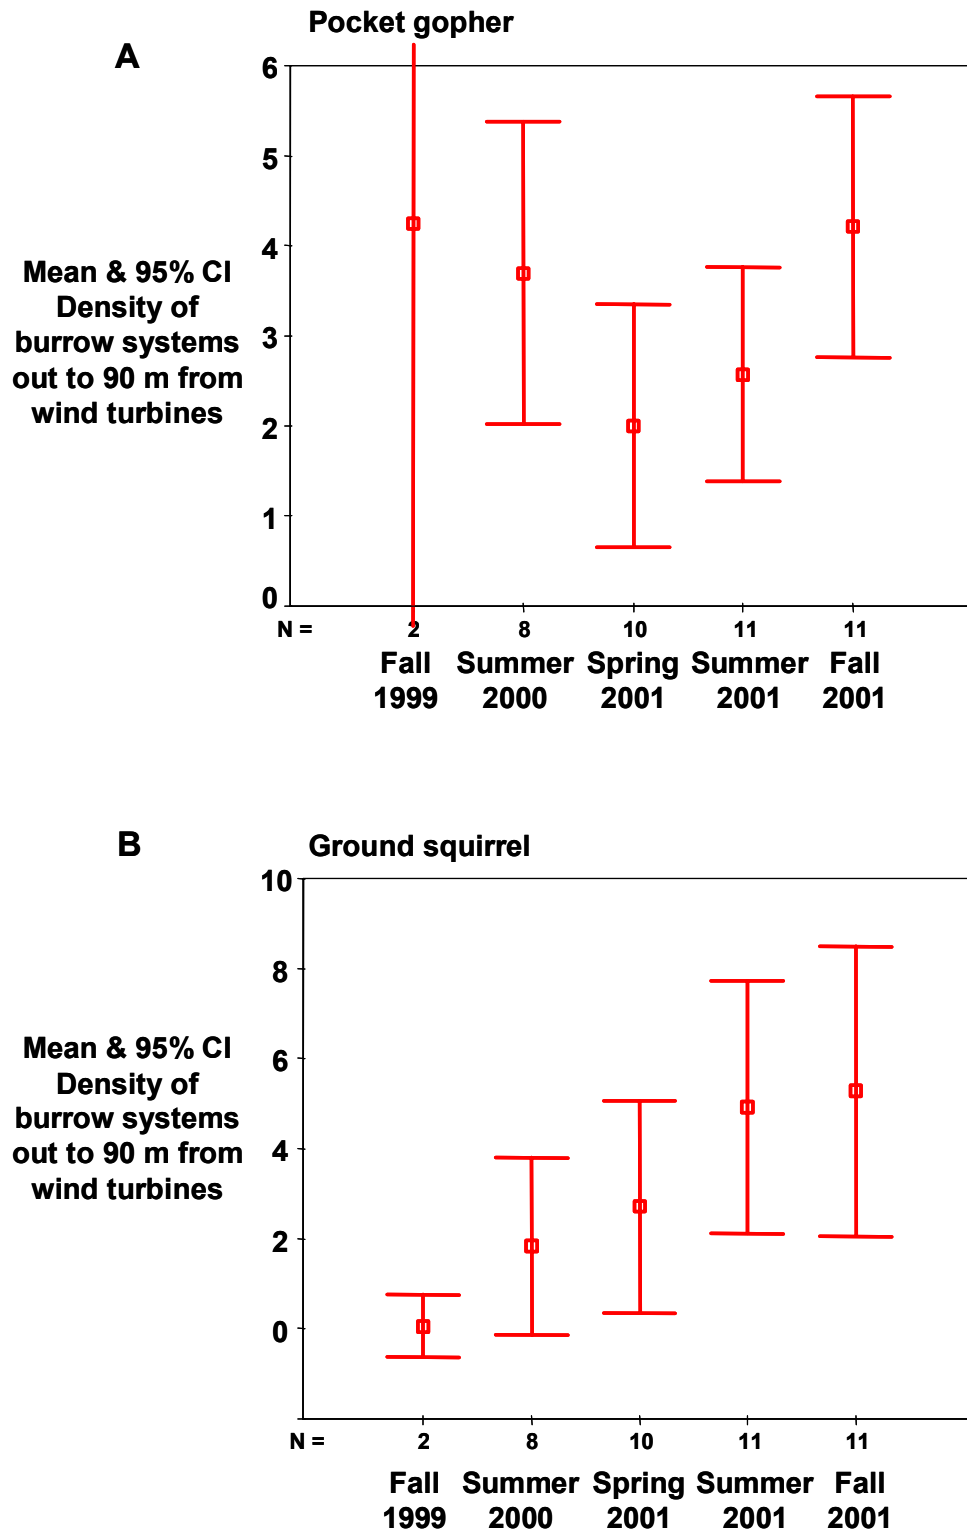 Pocket gopher
A
6
5
4
3
2
1
0
Mean & 95% CI
Density of
burrow systems
out to 90 m from
wind turbines
N = 2 8 10 11 11
Fall Summer Spring Summer Fall
1999 2000 2001 2001 2001
B
Ground squirrel
10
8
6
4
2
0
Mean & 95% CI
Density of
burrow systems
out to 90 m from
wind turbines
N = 2 8 10 11 11
Fall Summer Spring Summer Fall
1999 2000 2001 2001 2001